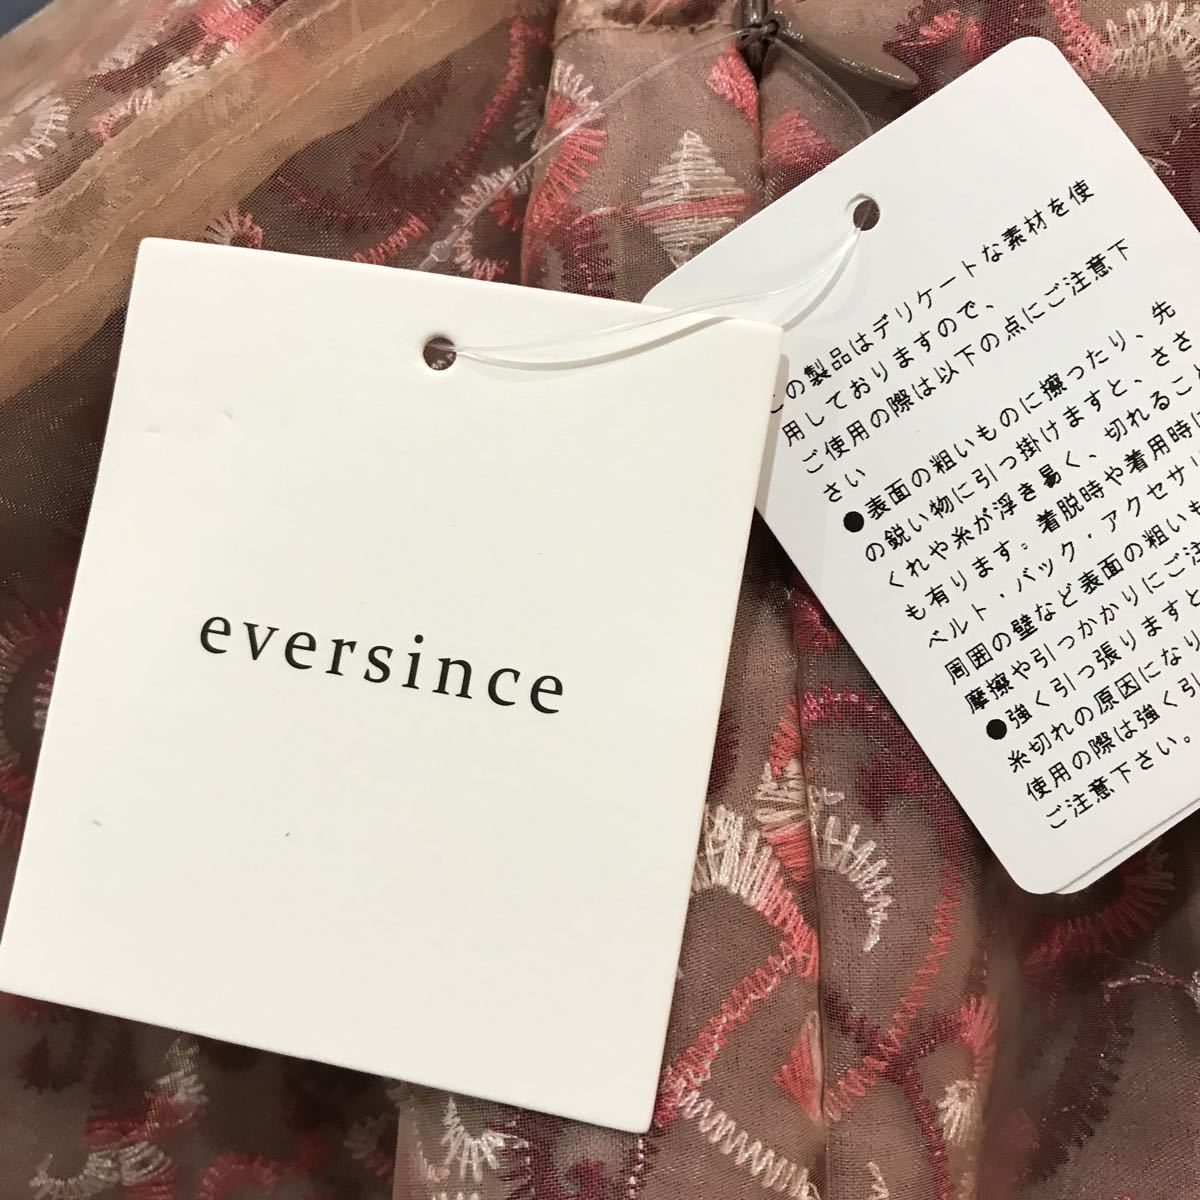 eversince
の製品はデリケートな素材を使
用しておりますので、
ご使用の際は以下の点にご注意下
さい
●表面の粗いものに擦ったり、先
の鋭い物に引っ掛けますと、ささ
くれや糸が浮き易く、切れること
も有ります。着脱時や着用時に
ベルト・バック・アクセサリ
周囲の壁など表面の粗いも
摩擦や引っかかりにご注
●強く引っ張りますと
糸切れの原因になり
使用の際は強く引
ご注意下さい。